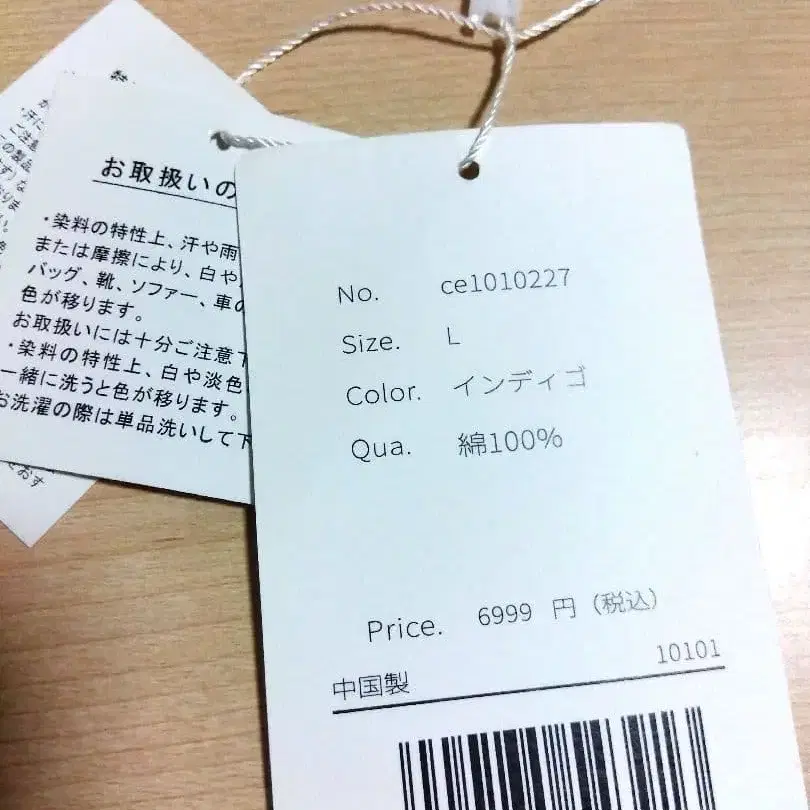 No. ce1010227
Size. L
Color. インディゴ
Qua. 綿100%
Price. 6999 円（税込）
10101
中国製
お取扱いの
・染料の特性上、汗や雨
または摩擦により、白や
バッグ、靴、ソファー、車の
色が移ります。
お取扱いには十分ご注意下
・染料の特性上、白や淡色
一緒に洗うと色が移ります。
お洗濯の際は単品洗いして下